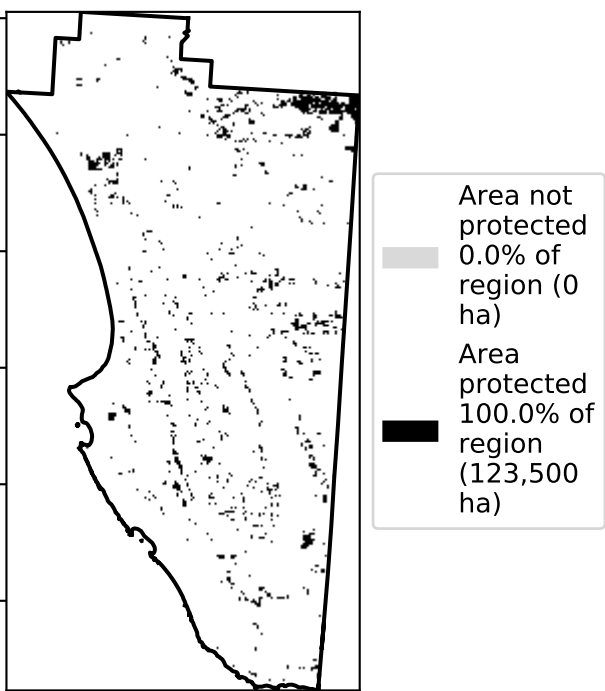 Area not
protected
0.0% of
region (0
ha)
Area
protected
100.0% of
region
(123,500
ha)